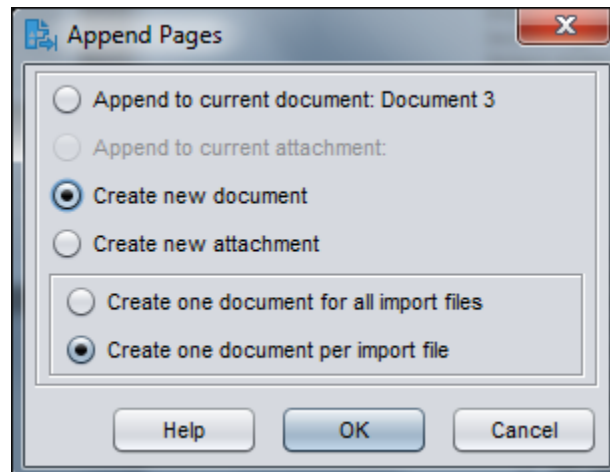 Append Pages
Append to current document: Document 3
Append to current attachment:
Create new document
Create new attachment
Create one document for all import files
Create one document per import file
Help
OK
Cancel